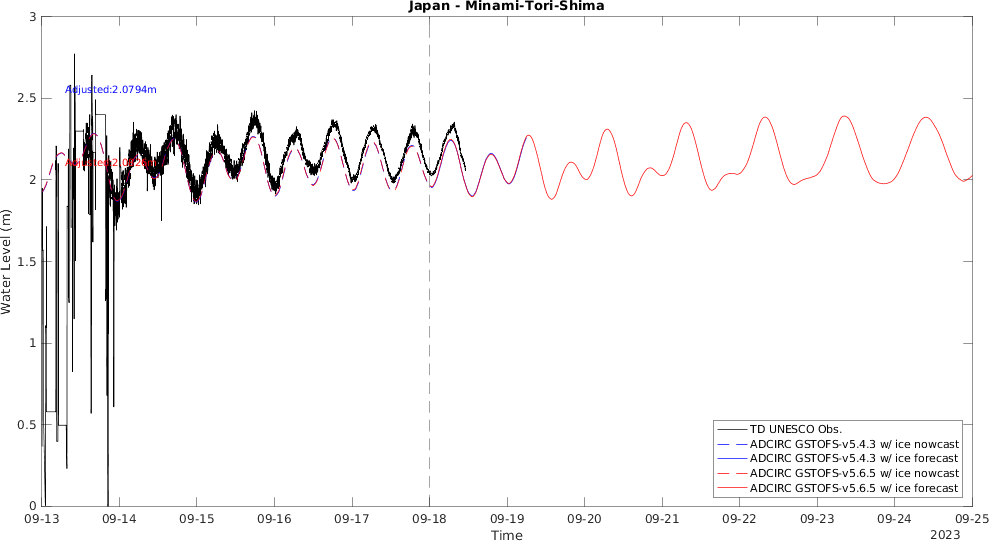 Japan - Minami-Tori-Shima
3
2.5
2
1.5
1
0.5
0
Water Level (m)
Adjusted:2.0794m
TD UNESCO Obs.
ADCIRC GSTOFS-v5.4.3 w/ ice nowcast
ADCIRC GSTOFS-v5.4.3 w/ ice forecast
ADCIRC GSTOFS-v5.6.5 w/ ice nowcast
ADCIRC GSTOFS-v5.6.5 w/ ice forecast
09-13 09-14 09-15 09-16 09-17 09-18 09-19 09-20 09-21 09-22 09-23 09-24 09-25
Time
2023